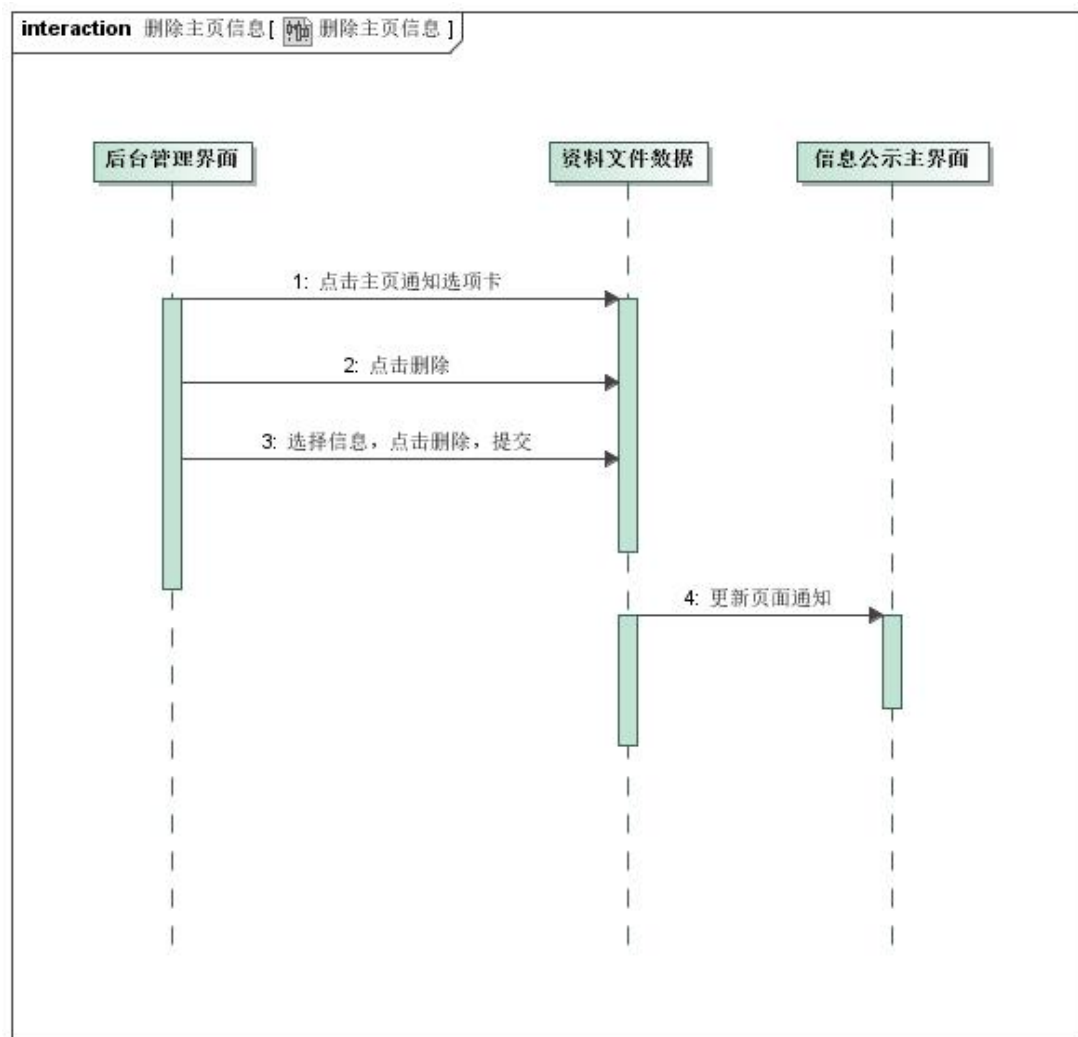 interaction 删除主页信息[ 删除主页信息 ]
后台管理界面
资料文件数据
信息公示主界面
1: 点击主页通知选项卡
2: 点击删除
3: 选择信息，点击删除，提交
4: 更新页面通知